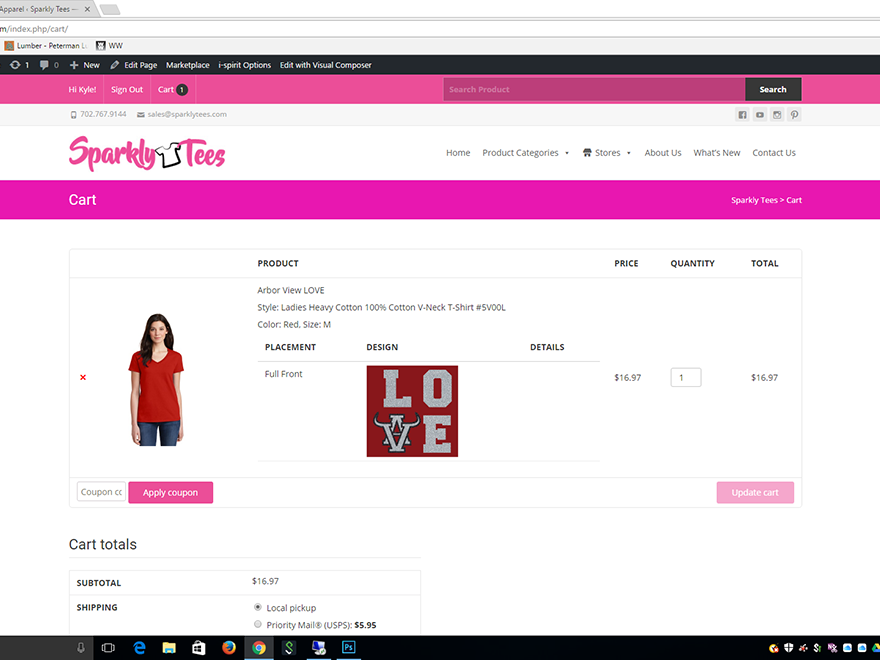 Apparel ‹ Sparkly Tees —
m/index.php/cart/
Lumber - Peterman L
WW
1
0
New
Edit Page
Marketplace
i-spirit Options
Edit with Visual Composer
Hi Kyle!
Sign Out
Cart 1
Search Product
Search
702.767.9144
sales@sparklytees.com
Sparkly Tees
Home
Product Categories
Stores
About Us
What's New
Contact Us
Cart
Sparkly Tees > Cart
PRODUCT
PRICE
QUANTITY
TOTAL
Arbor View LOVE
Style: Ladies Heavy Cotton 100% Cotton V-Neck T-Shirt #5V00L
Color: Red. Size: M
PLACEMENT
DESIGN
DETAILS
Full Front
LO
AVE
$16.97
1
$16.97
Coupon cc
Apply coupon
Update cart
Cart totals
SUBTOTAL
$16.97
SHIPPING
Local pickup
Priority Mail® (USPS): $5.95
Ps